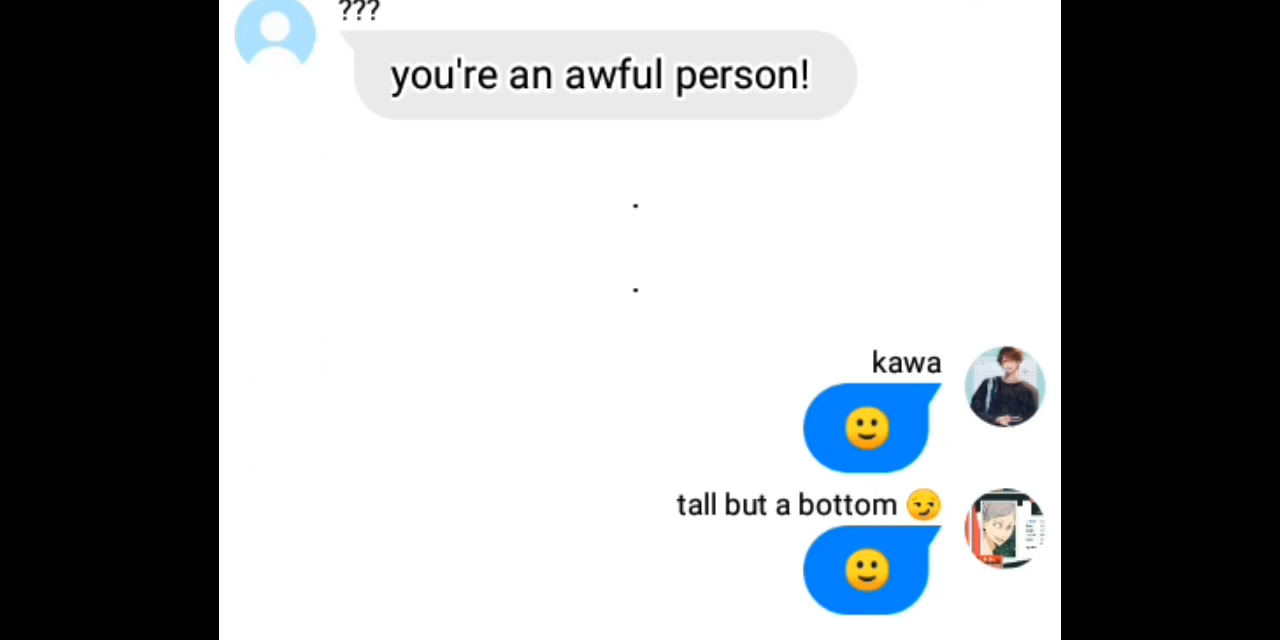 ???
you're an awful person!
.
.
kawa
🙂
tall but a bottom 😏
🙂